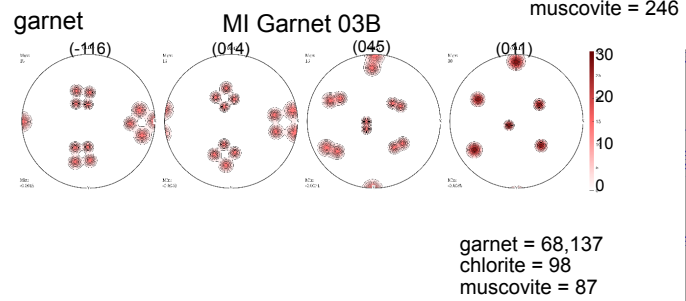 muscovite = 246
garnet
MI Garnet 03B
(-116)
(014)
(045)
(011)
30
20
10
0
garnet = 68,137
chlorite = 98
muscovite = 87